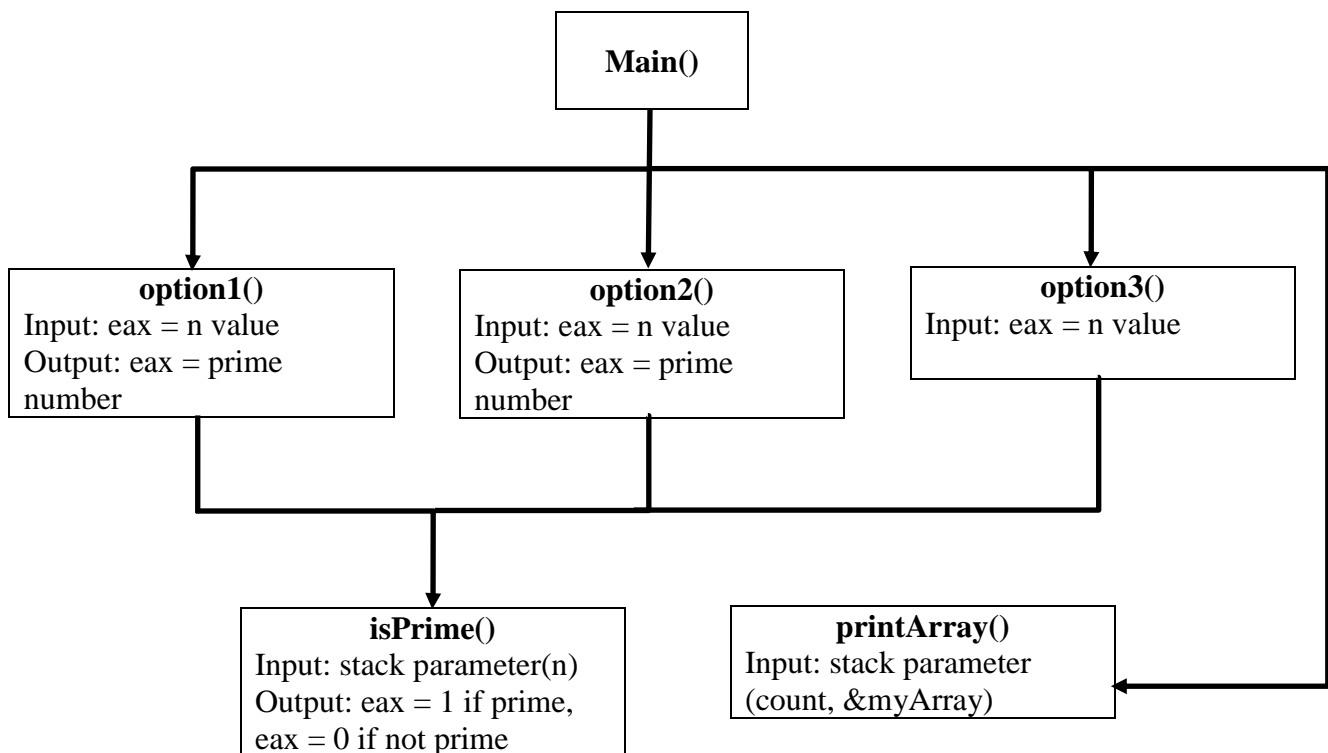 Main()
option1()
Input: eax = n value
Output: eax = prime
number
option2()
Input: eax = n value
Output: eax = prime
number
option3()
Input: eax = n value
isPrime()
Input: stack parameter(n)
Output: eax = 1 if prime,
eax = 0 if not prime
printArray()
Input: stack parameter
(count, &myArray)